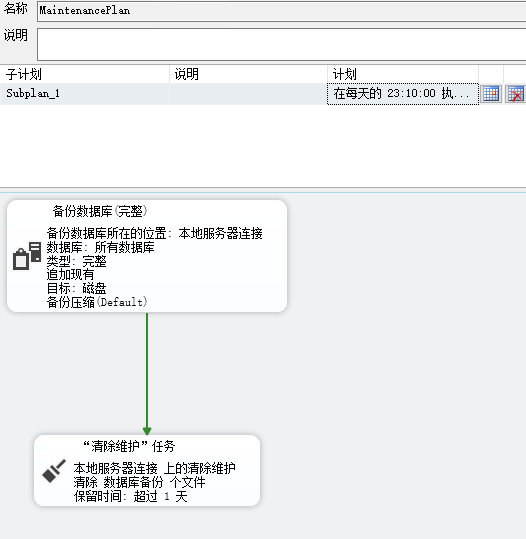 名称 MaintenancePlan
说明
子计划 说明 计划
Subplan_1 在每天的 23:10:00 执...
备份数据库(完整)
备份数据库所在的位置: 本地服务器连接
数据库: 所有数据库
类型: 完整
追加现有
目标: 磁盘
备份压缩(Default)
“清除维护”任务
本地服务器连接 上的清除维护
清除 数据库备份 个文件
保留时间: 超过 1 天